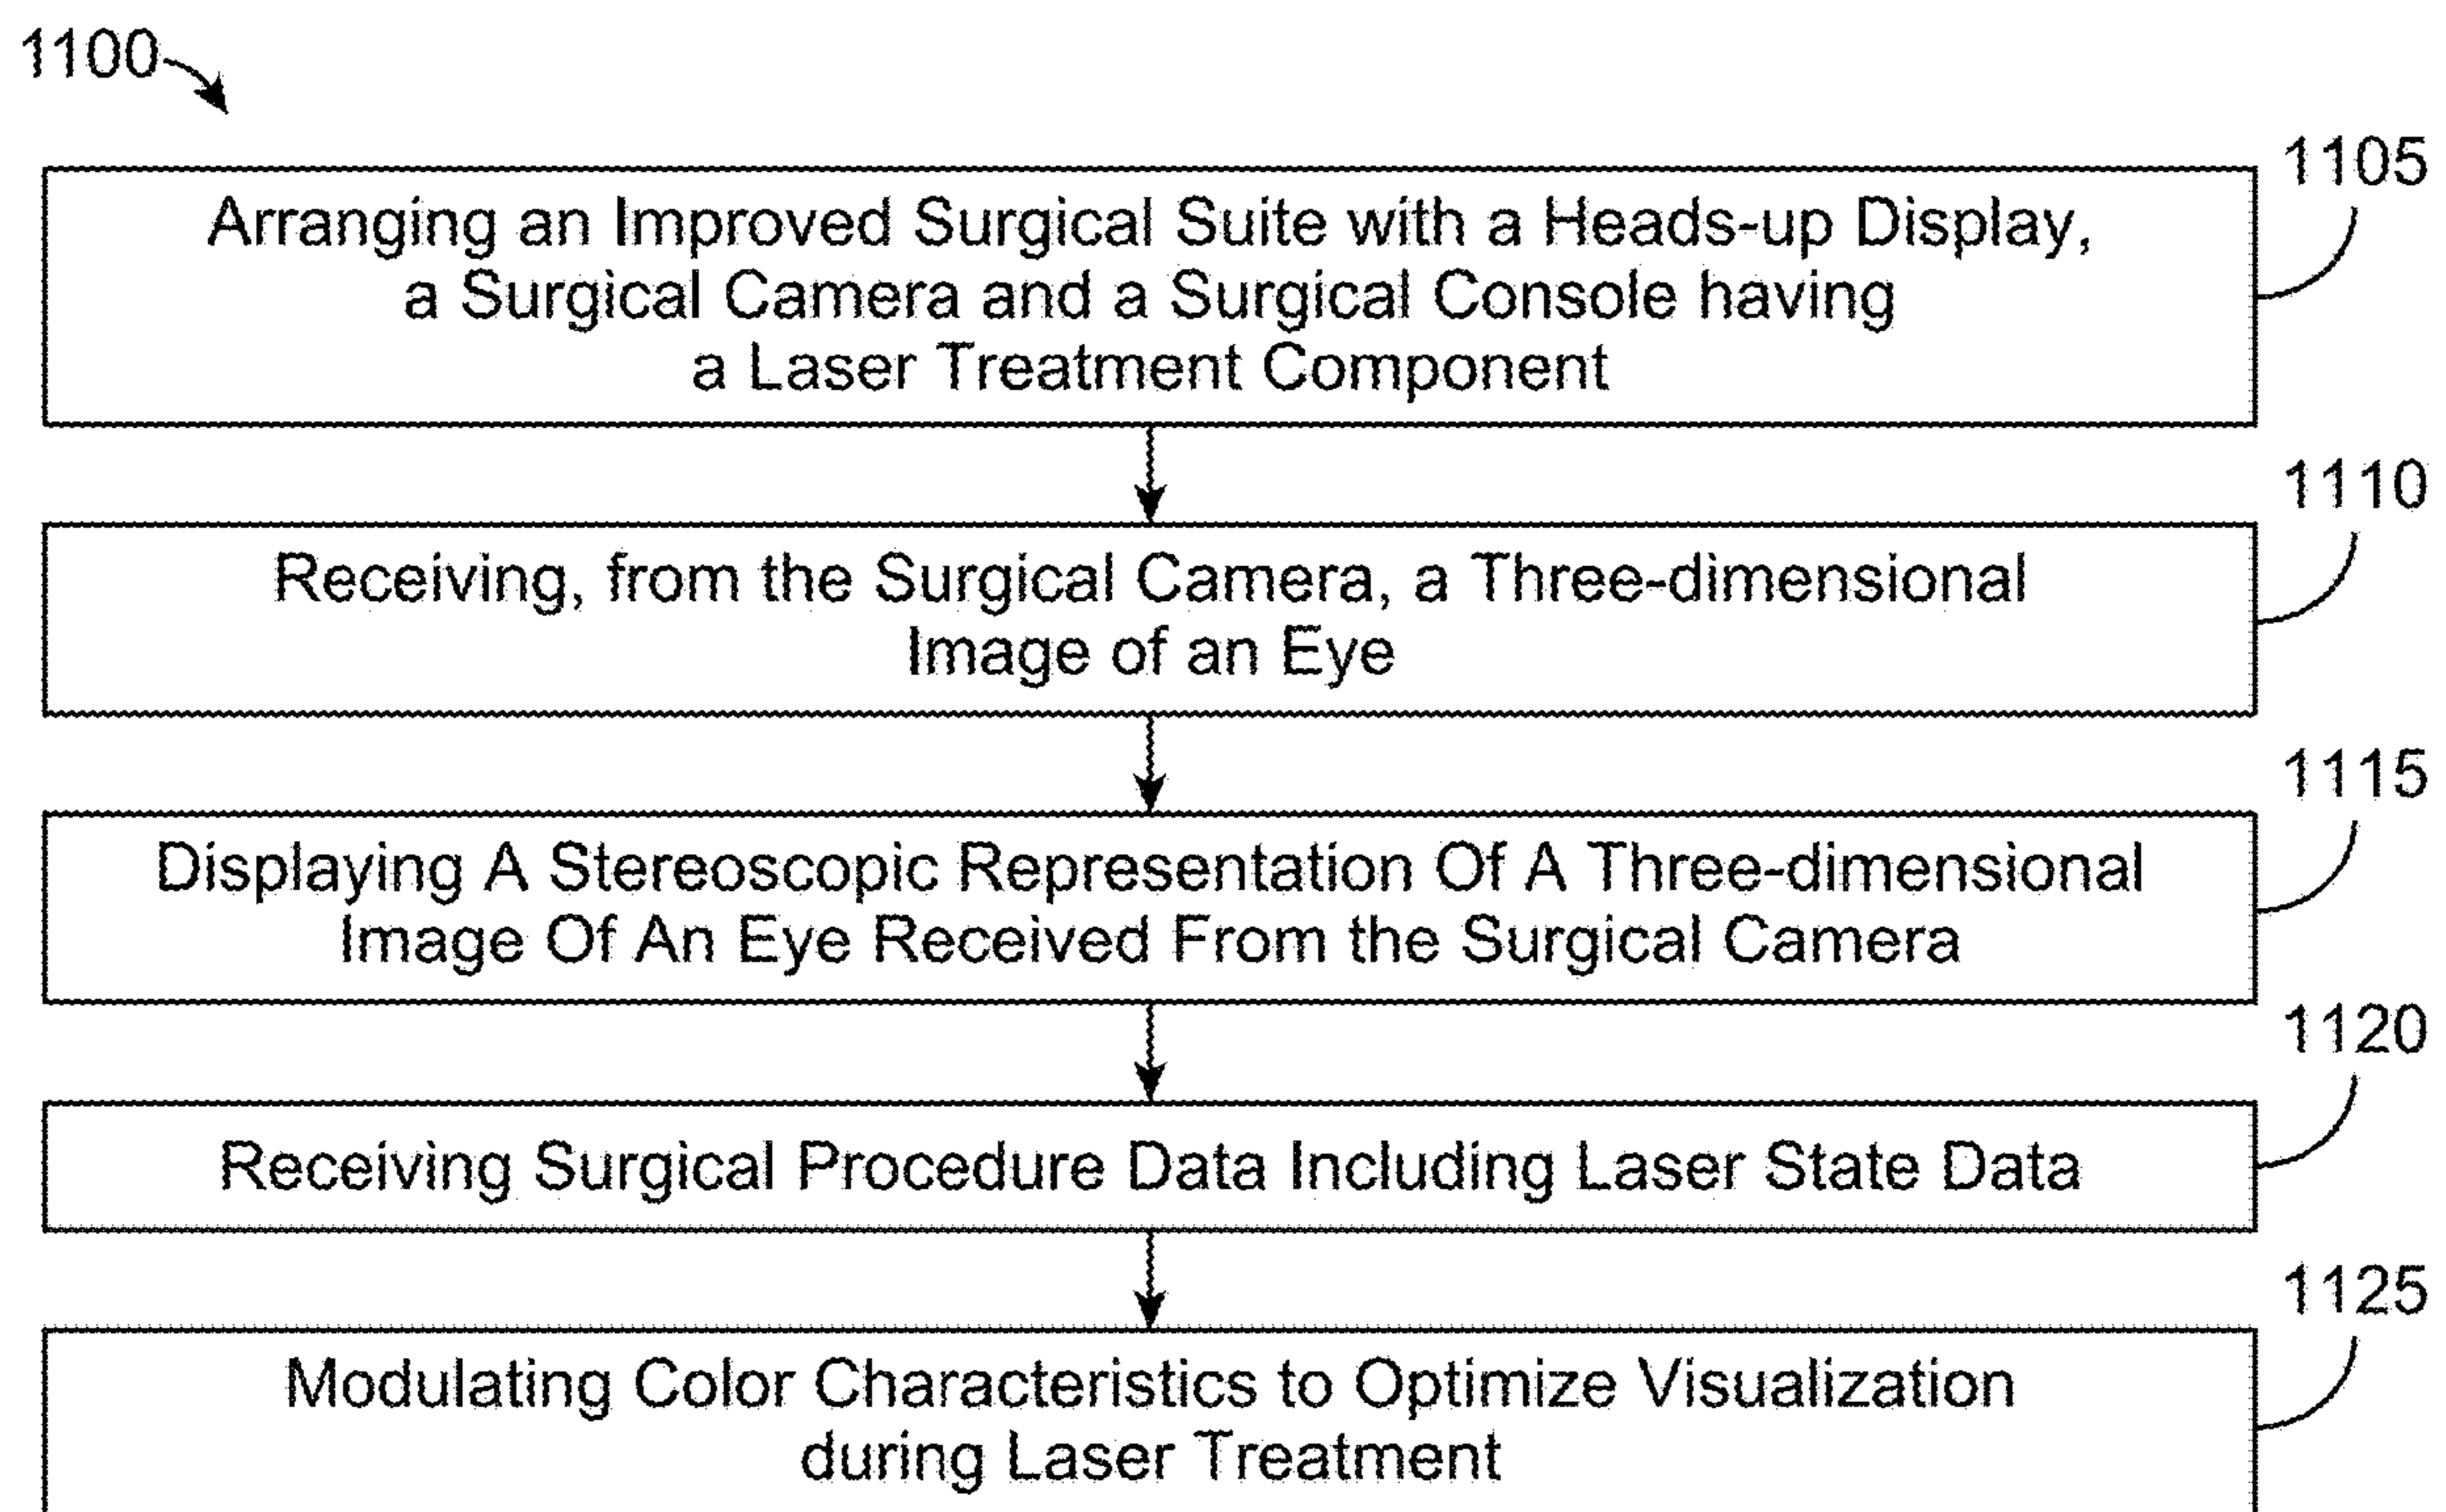 1100
1105
Arranging an Improved Surgical Suite with a Heads-up Display,
a Surgical Camera and a Surgical Console having
a Laser Treatment Component
1110
Receiving, from the Surgical Camera, a Three-dimensional
Image of an Eye
1115
Displaying A Stereoscopic Representation Of A Three-dimensional
Image Of An Eye Received From the Surgical Camera
1120
Receiving Surgical Procedure Data Including Laser State Data
1125
Modulating Color Characteristics to Optimize Visualization
during Laser Treatment